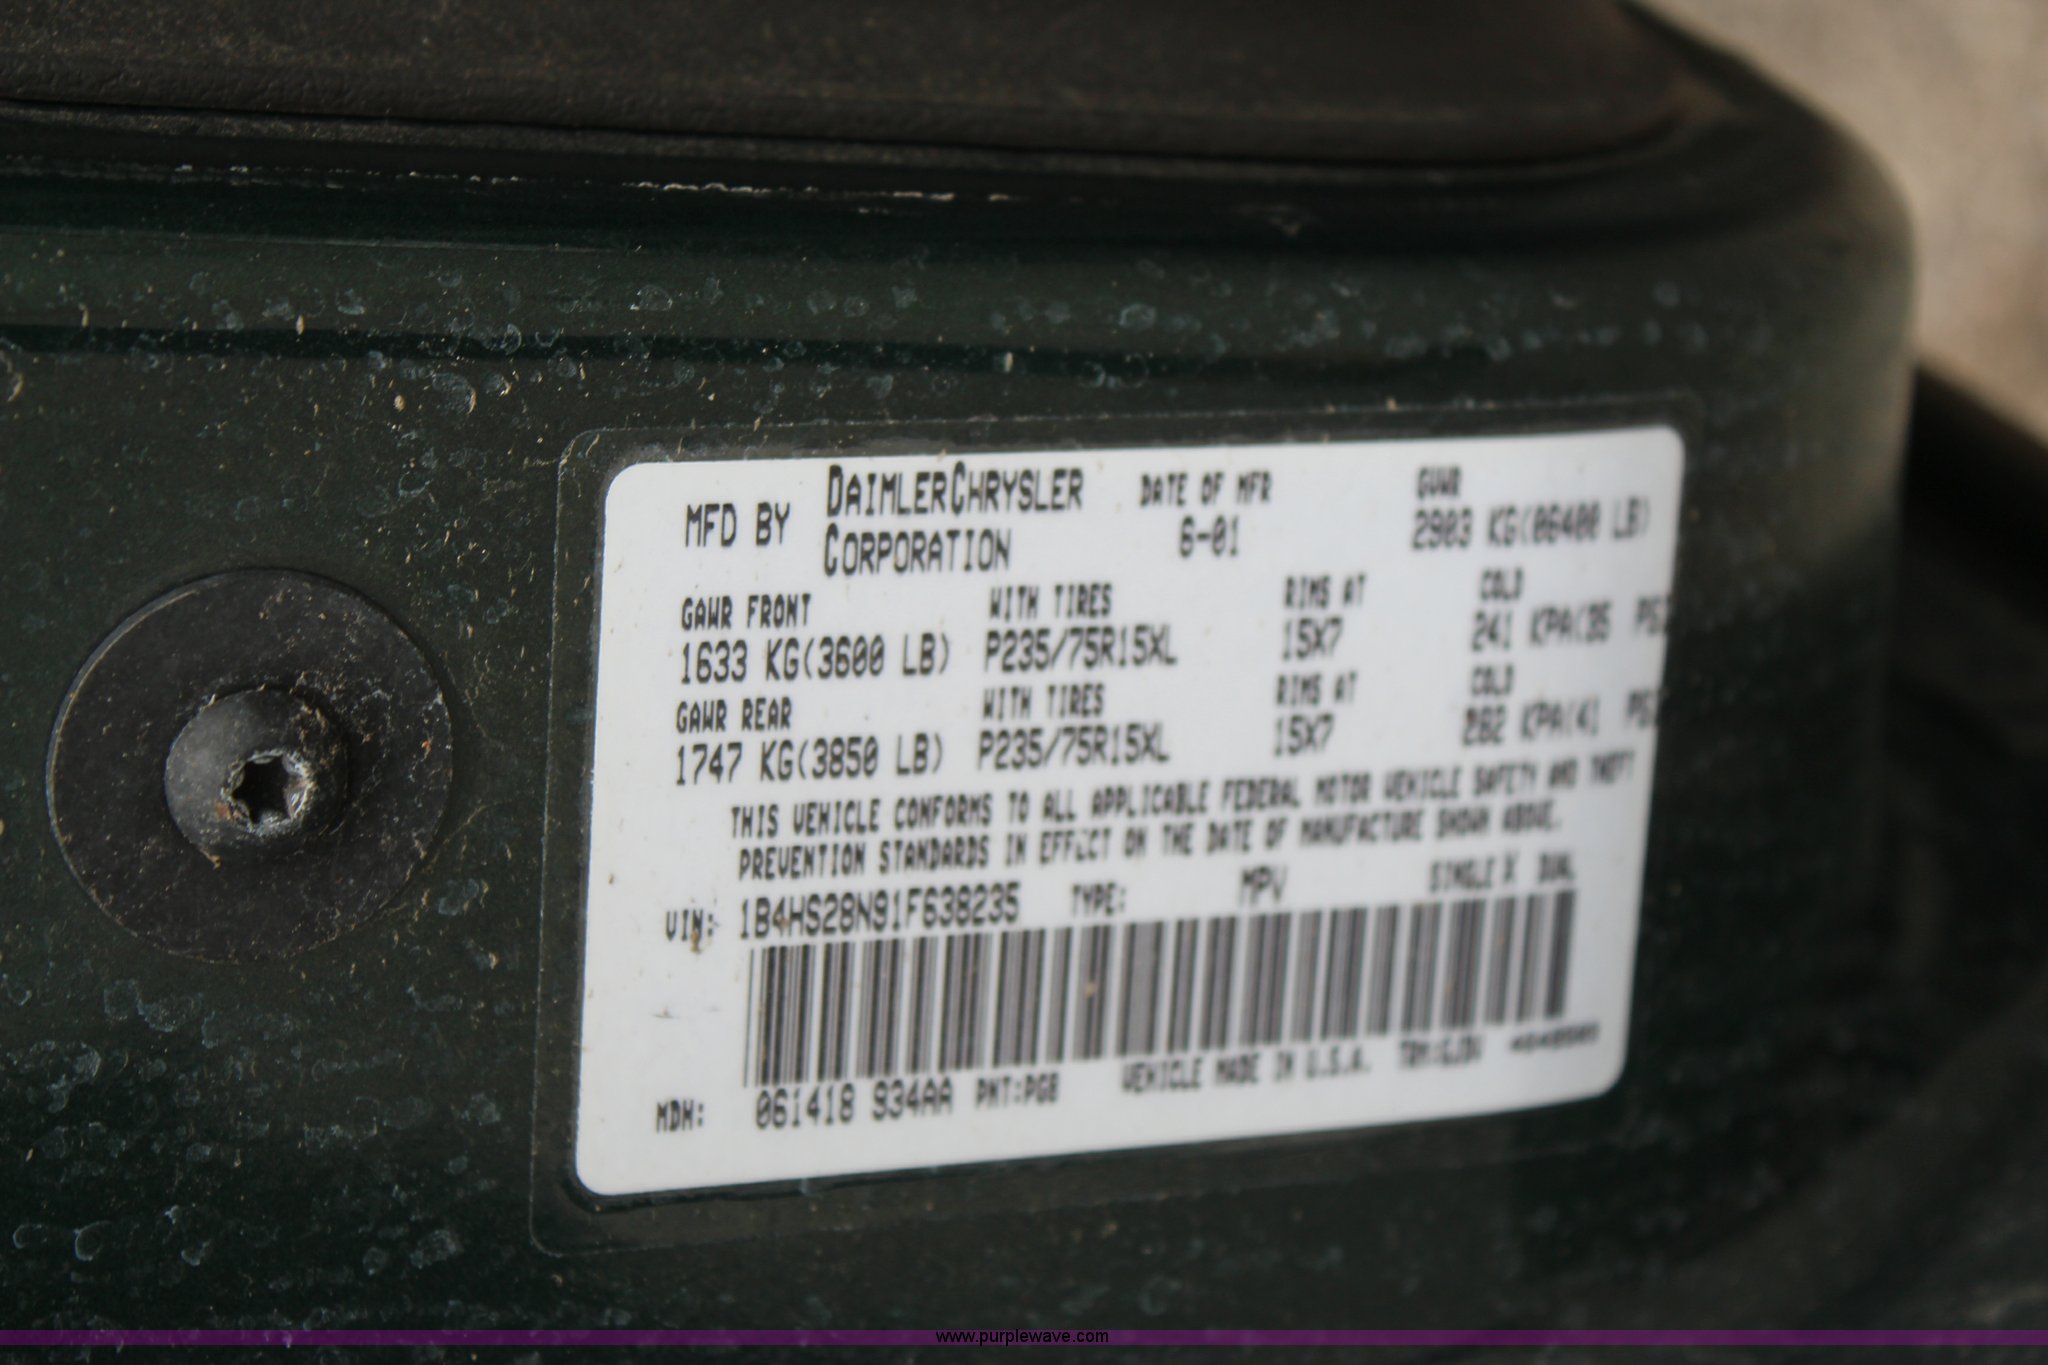 MFD BY DAIMLERCHRYSLER CORPORATION
DATE OF MFR
6-01
GVWR
2903 KG(06400 LB)
GAWR FRONT WITH TIRES RIMS AT COLD
1633 KG(3600 LB) P235/75R15XL 15X7 241 KPA(35 PSI
GAWR REAR WITH TIRES RIMS AT COLD
1747 KG(3850 LB) P235/75R15XL 15X7 282 KPA(41 PSI
THIS VEHICLE CONFORMS TO ALL APPLICABLE FEDERAL MOTOR VEHICLE SAFETY AND THEFT
PREVENTION STANDARDS IN EFFECT ON THE DATE OF MANUFACTURE SHOWN ABOVE.
VIN: 1B4HS28N91F638235 TYPE: MPV SINGLE X DUAL
MDH: 061418 934AA PNT:PGB VEHICLE MADE IN U.S.A.
www.purplewave.com